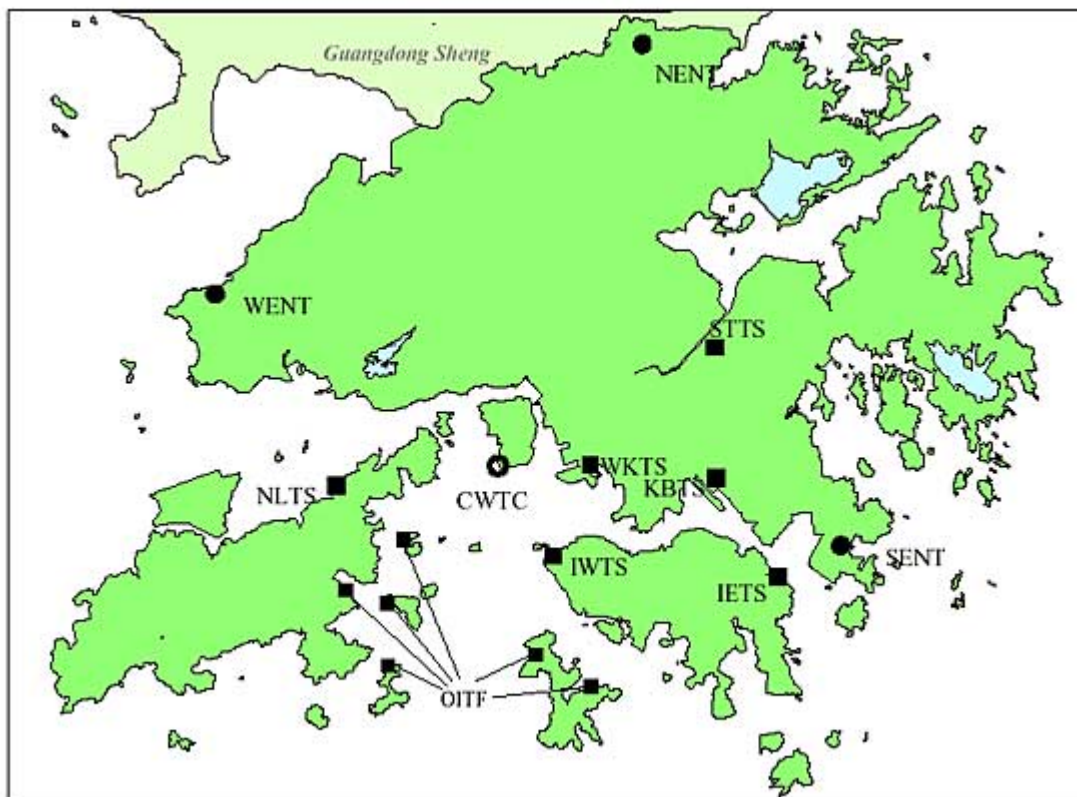 Guangdong Sheng
NENT
WENT
STTS
WKTS
NLTS
KBTS
CWTC
IWTS
SENT
IETS
OITF